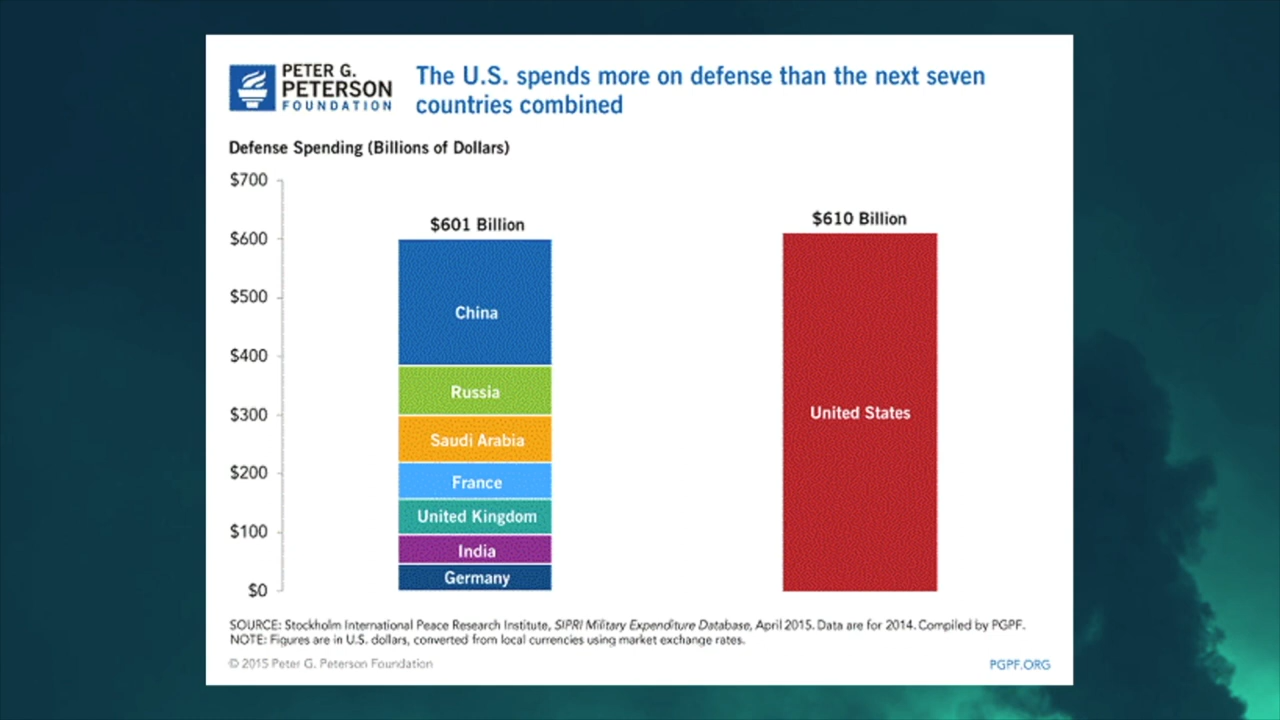 PETER G.
PETERSON
FOUNDATION
The U.S. spends more on defense than the next seven
countries combined
Defense Spending (Billions of Dollars)
$700
$600
$500
$400
$300
$200
$100
$0
$601 Billion
China
Russia
Saudi Arabia
France
United Kingdom
India
Germany
$610 Billion
United States
SOURCE: Stockholm International Peace Research Institute, SIPRI Military Expenditure Database, April 2015. Data are for 2014. Compiled by PGPF.
NOTE: Figures are in U.S. dollars, converted from local currencies using market exchange rates.
© 2015 Peter G. Peterson Foundation
PGPF.ORG